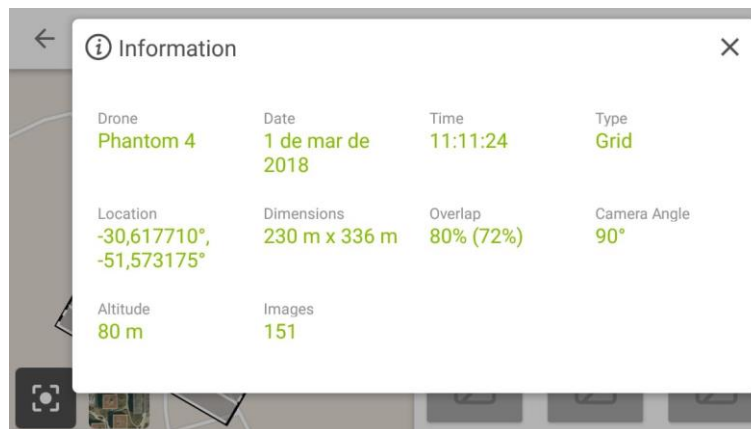 Information
Drone
Date
Time
Type
Phantom 4
1 de mar de
2018
11:11:24
Grid
Location
Dimensions
Overlap
Camera Angle
-30,617710°,
-51,573175°
230 m x 336 m
80% (72%)
90°
Altitude
Images
80 m
151